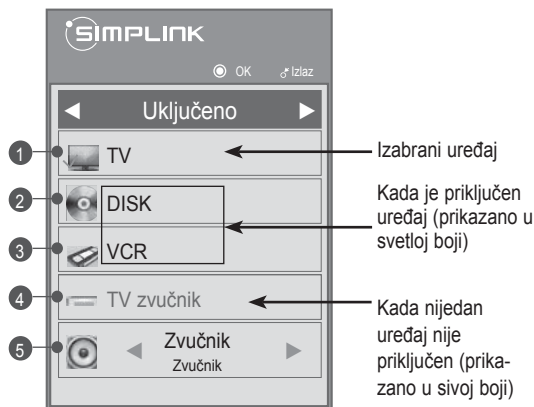 SIMPLINK
OK Izlaz
Uključeno
1 TV
2 DISK
3 VCR
4 TV zvučnik
5 Zvučnik
Zvučnik
Izabrani uređaj
Kada je priključen
uređaj (prikazano u
svetloj boji)
Kada nijedan
uređaj nije
priključen (prika-
zano u sivoj boji)